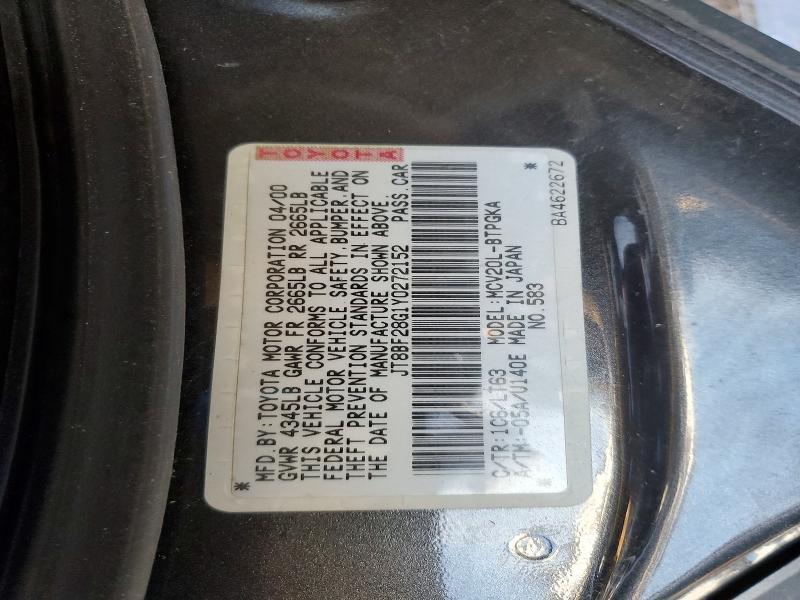 TOYOTA
MFD.BY:TOYOTA MOTOR CORPORATION 04/00
GVWR 4345LB GAWR FR 2665LB RR 2665LB
THIS VEHICLE CONFORMS TO ALL APPLICABLE
FEDERAL MOTOR VEHICLE SAFETY,BUMPER,AND
THEFT PREVENTION STANDARDS IN EFFECT ON
THE DATE OF MANUFACTURE SHOWN ABOVE.
JT8BF28G1Y0272152 PASS.CAR
C/TR:1C6/LT63 MODEL:MCV20L-BTPGKA
A/TM:-05A/U140E MADE IN JAPAN
NO.583
BA4622672